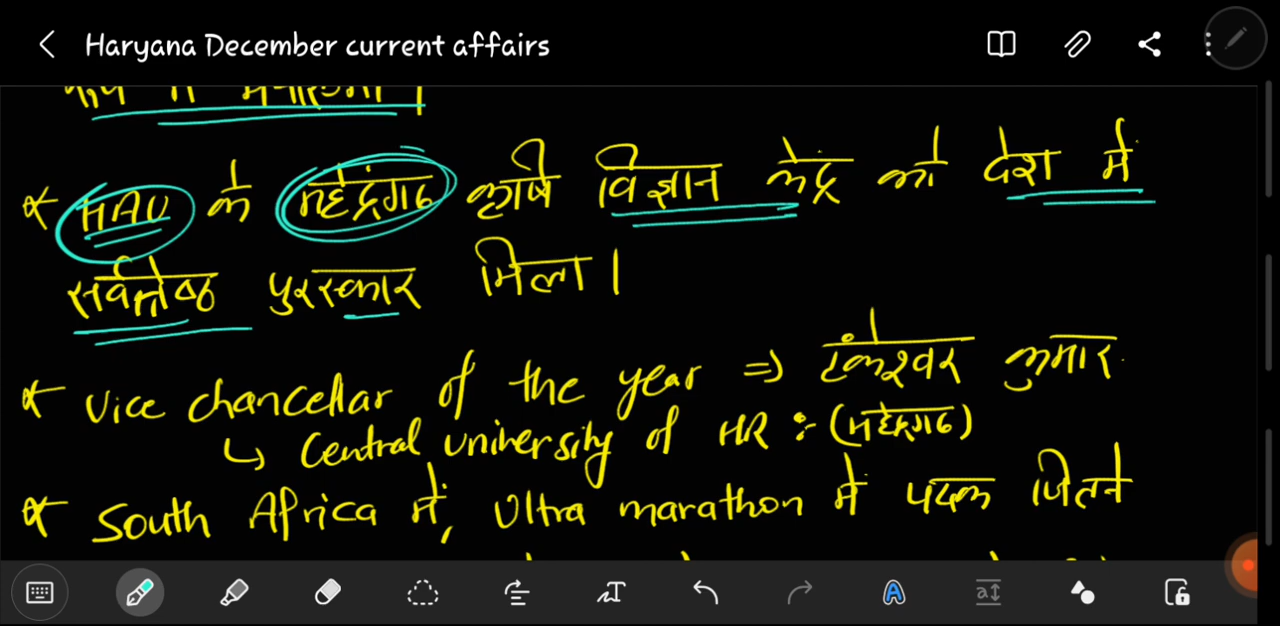 Haryana December current affairs
* HAU के महेंद्रगढ कृषि विज्ञान केंद्र को देश में
सर्वश्रेष्ठ पुरस्कार मिला।
* Vice chancellar of the year ⇒ टंकेश्वर कुमार
↳ Central university of HR :- (महेंद्रगढ)
* South Africa में, Ultra marathon में पदक जितने